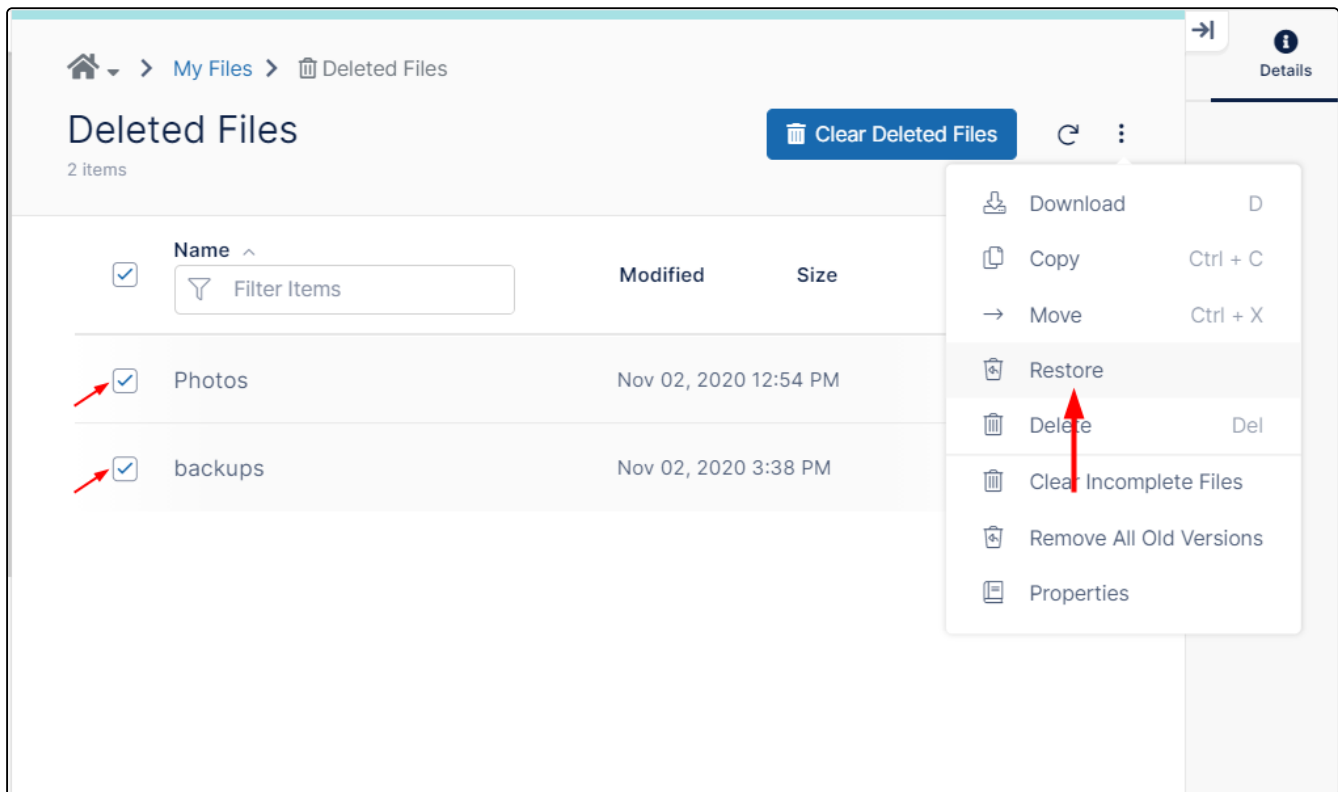 My Files > Deleted Files
Details
Deleted Files
Clear Deleted Files
2 items
Download D
Copy Ctrl + C
Move Ctrl + X
Restore
Delete Del
Clear Incomplete Files
Remove All Old Versions
Properties
Name
Filter Items
Modified
Size
Photos Nov 02, 2020 12:54 PM
backups Nov 02, 2020 3:38 PM